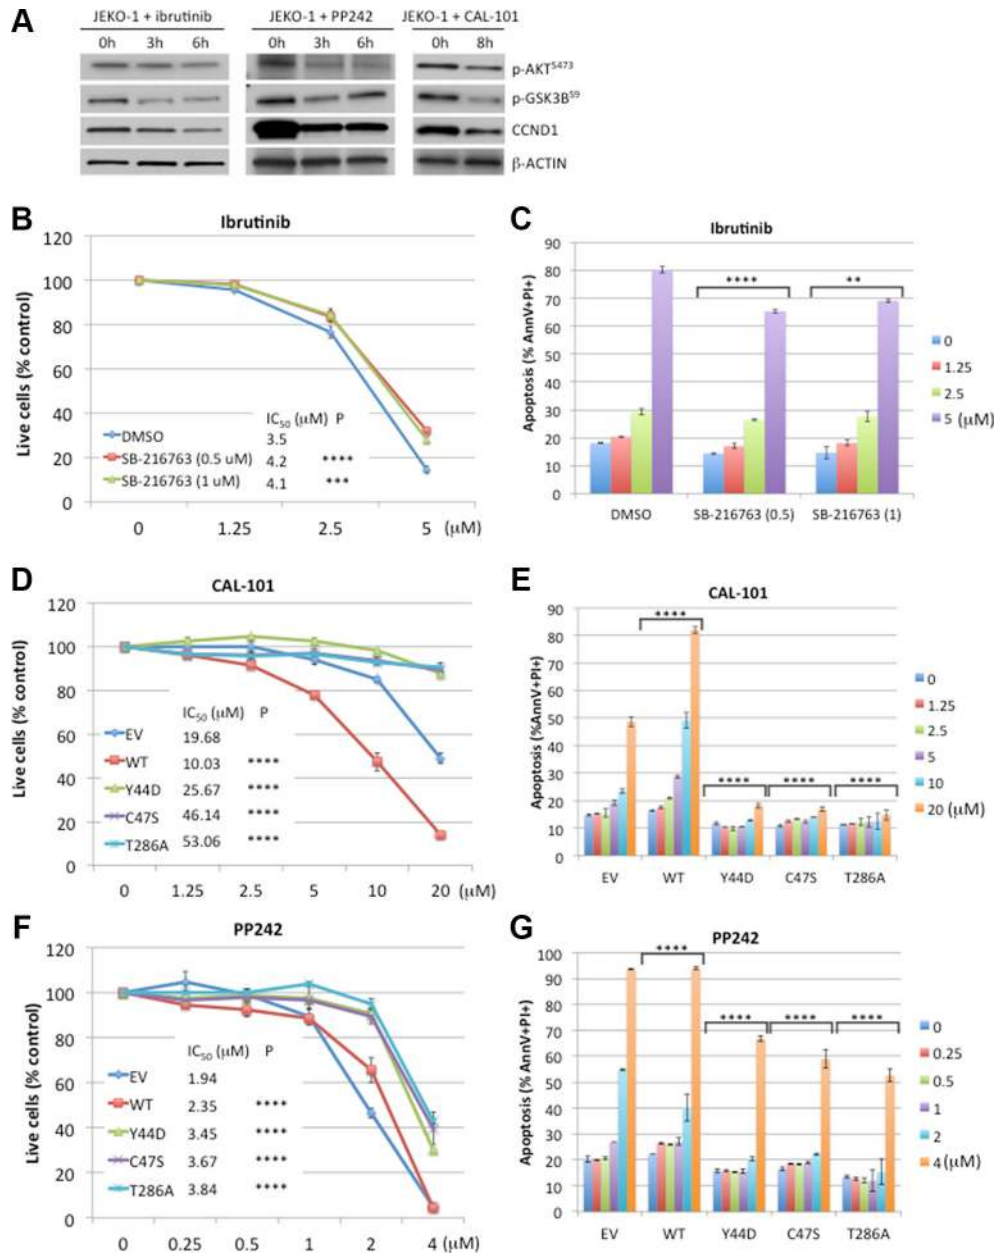 A
JEKO-1 + ibrutinib JEKO-1 + PP242 JEKO-1 + CAL-101
0h 3h 6h 0h 3h 6h 0h 8h
p-AKT
p-GSK3B
CCND1
β-ACTIN
B
Ibrutinib
Live cells (% control)
120
100
80
60
40
20
0
IC50 (μM) P
DMSO 3.5
SB-216763 (0.5 uM) 4.2 ****
SB-216763 (1 uM) 4.1 ***
0 1.25 2.5 5 (μM)
C
Ibrutinib
Apoptosis (% AnnV+PI+)
90
80
70
60
50
40
30
20
10
0
**** **
DMSO SB-216763 (0.5) SB-216763 (1)
0
1.25
2.5
5 (μM)
D
CAL-101
Live cells (% control)
120
100
80
60
40
20
0
IC50 (μM) P
EV 19.68
WT 10.03 ****
Y44D 25.67 ****
C47S 46.14 ****
T286A 53.06 ****
0 1.25 2.5 5 10 20 (μM)
E
CAL-101
Apoptosis (%AnnV+PI+)
90
80
70
60
50
40
30
20
10
0
****
**** **** ****
EV WT Y44D C47S T286A
0
1.25
2.5
5
10
20 (μM)
F
PP242
Live cells (% control)
120
100
80
60
40
20
0
IC50 (μM) P
EV 1.94
WT 2.35 ****
Y44D 3.45 ****
C47S 3.67 ****
T286A 3.84 ****
0 0.25 0.5 1 2 4 (μM)
G
PP242
Apoptosis (% AnnV+PI+)
100
90
80
70
60
50
40
30
20
10
0
****
**** **** ****
EV WT Y44D C47S T286A
0
0.25
0.5
1
2
4 (μM)